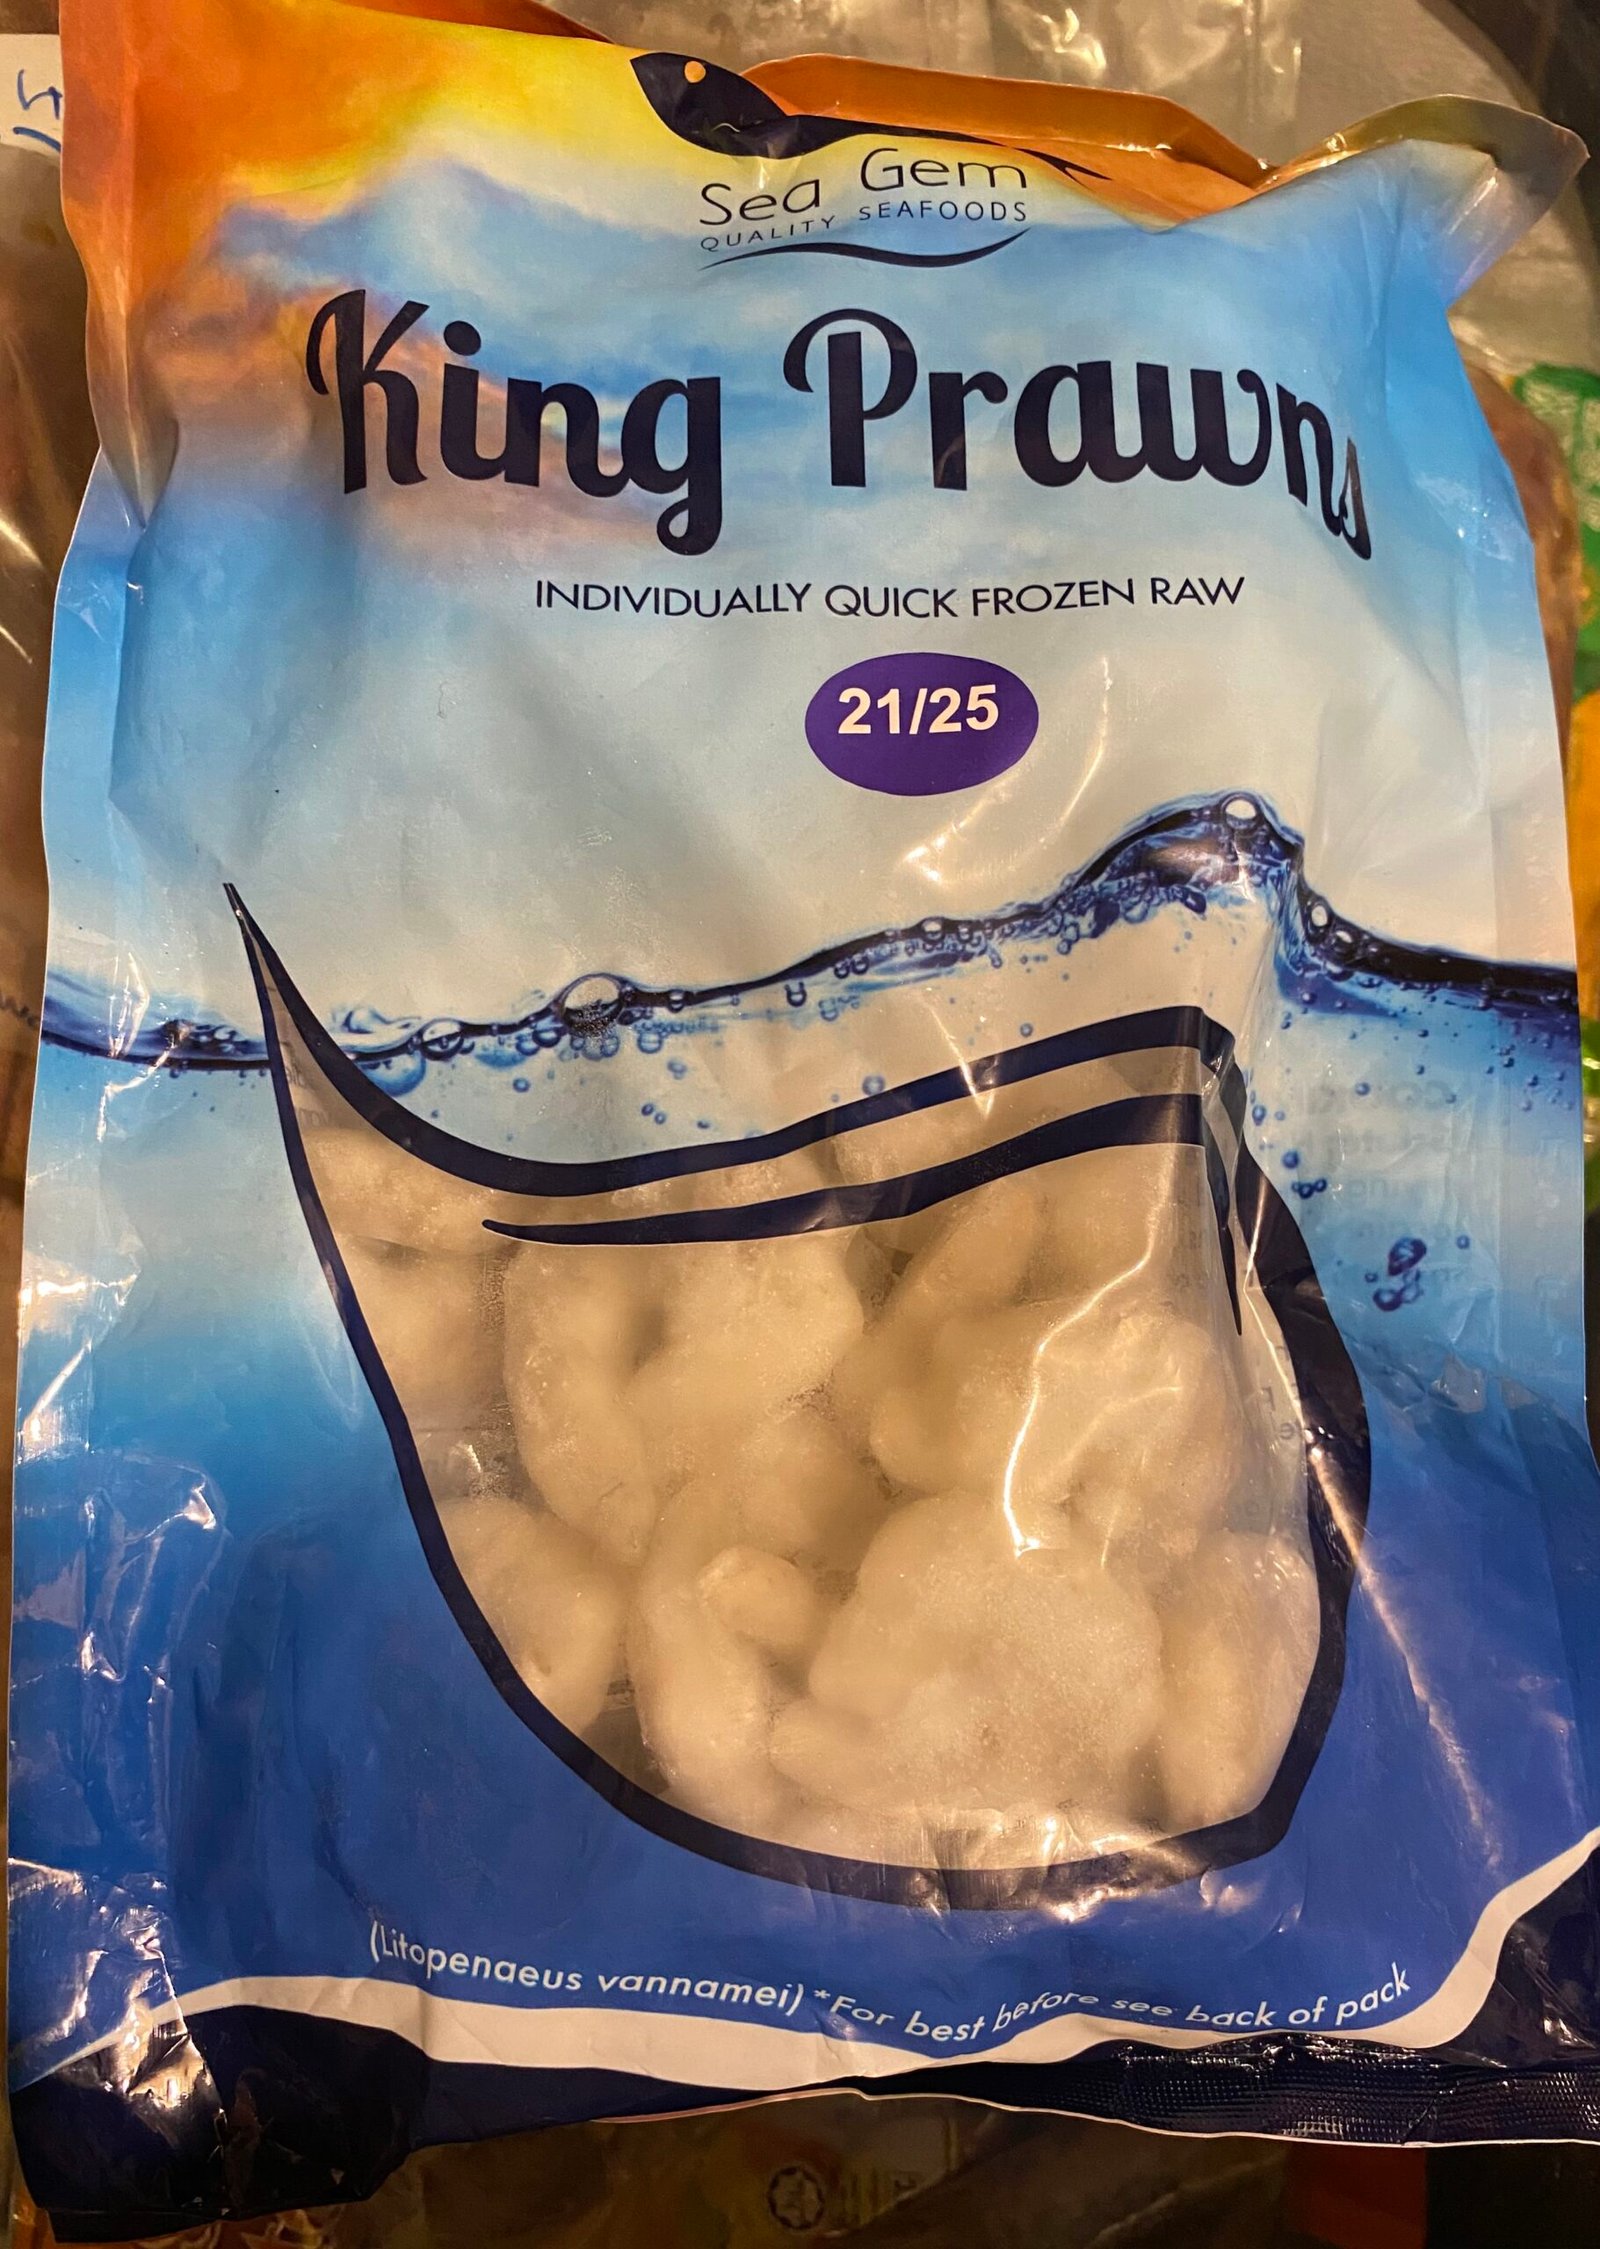 Sea Gem
QUALITY SEAFOODS
King Prawns
INDIVIDUALLY QUICK FROZEN RAW
21/25
(Litopenaeus vannamei) *For best before see back of pack